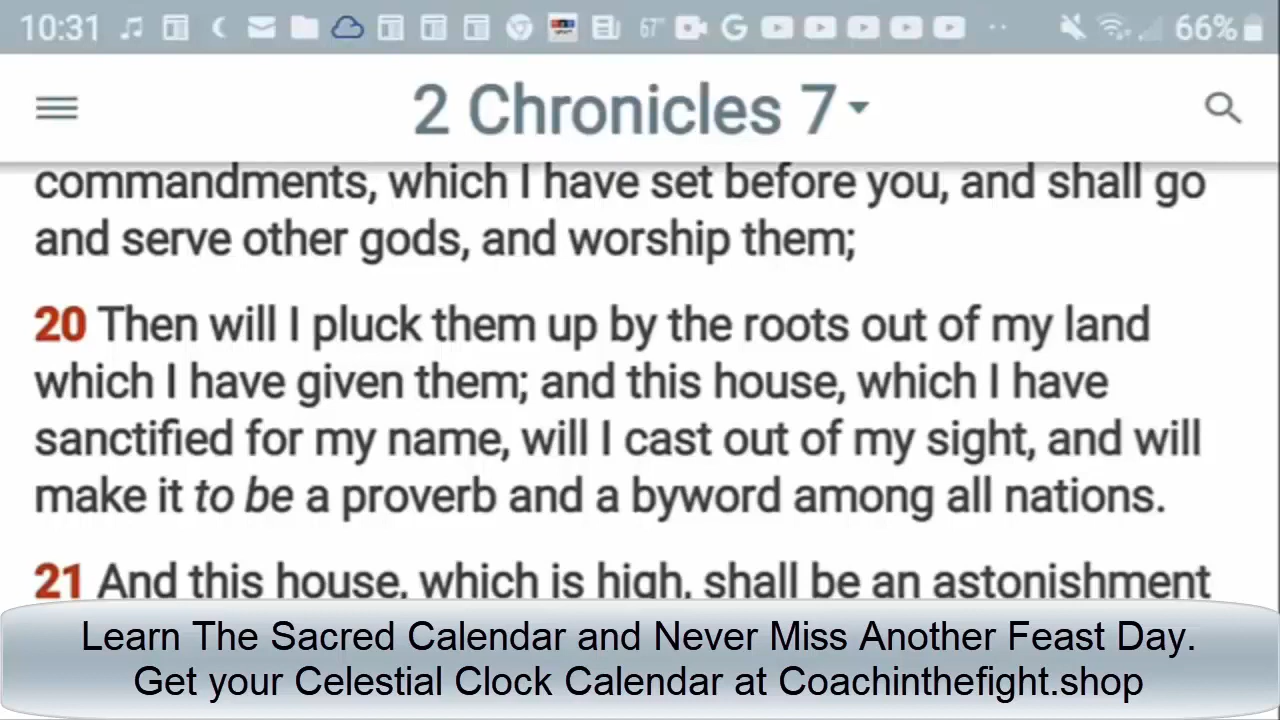 10:31 67° G 66%
2 Chronicles 7
commandments, which I have set before you, and shall go
and serve other gods, and worship them;
20 Then will I pluck them up by the roots out of my land
which I have given them; and this house, which I have
sanctified for my name, will I cast out of my sight, and will
make it to be a proverb and a byword among all nations.
21 And this house, which is high, shall be an astonishment
Learn The Sacred Calendar and Never Miss Another Feast Day.
Get your Celestial Clock Calendar at Coachinthefight.shop